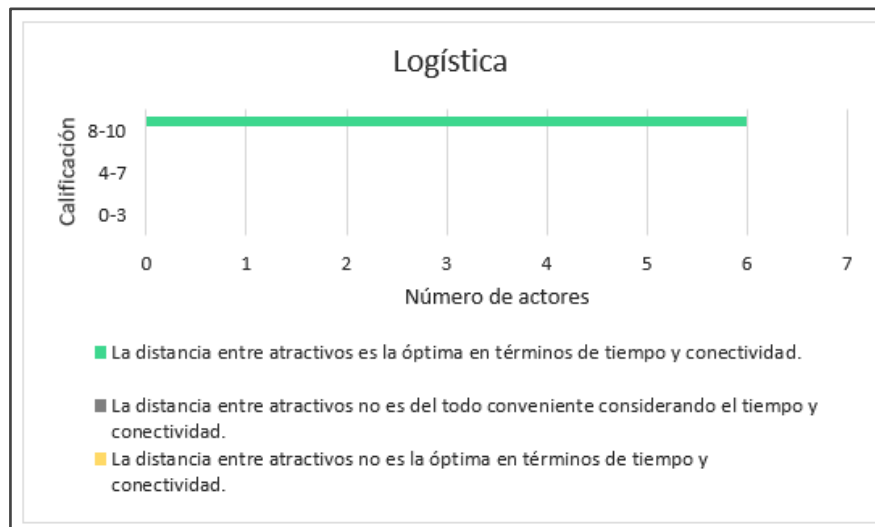 Logística
Calificación
8-10
4-7
0-3
0 1 2 3 4 5 6 7
Número de actores
La distancia entre atractivos es la óptima en términos de tiempo y conectividad.
La distancia entre atractivos no es del todo conveniente considerando el tiempo y
conectividad.
La distancia entre atractivos no es la óptima en términos de tiempo y
conectividad.